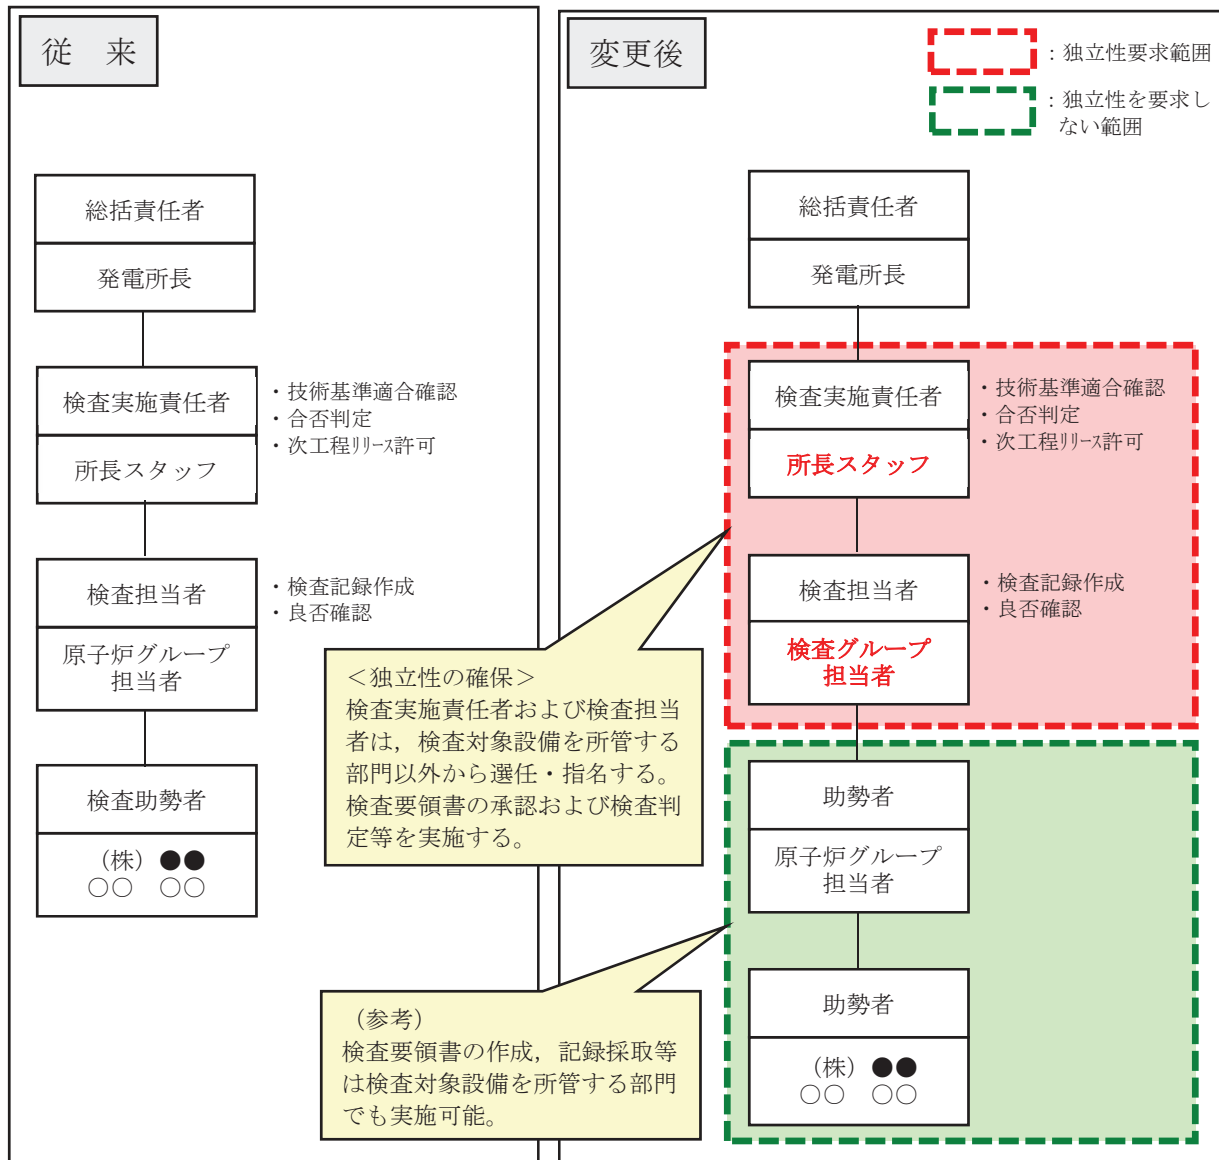 従　来
総括責任者
発電所長
検査実施責任者
所長スタッフ
・技術基準適合確認
・合否判定
・次工程ﾘﾘｰｽ許可
検査担当者
原子炉グループ
担当者
・検査記録作成
・良否確認
検査助勢者
（株）●●
○○　○○
変更後
：独立性要求範囲
：独立性を要求し
ない範囲
総括責任者
発電所長
検査実施責任者
所長スタッフ
・技術基準適合確認
・合否判定
・次工程ﾘﾘｰｽ許可
検査担当者
検査グループ
担当者
・検査記録作成
・良否確認
＜独立性の確保＞
検査実施責任者および検査担当
者は，検査対象設備を所管する
部門以外から選任・指名する。
検査要領書の承認および検査判
定等を実施する。
助勢者
原子炉グループ
担当者
助勢者
（株）●●
○○　○○
（参考）
検査要領書の作成，記録採取等
は検査対象設備を所管する部門
でも実施可能。